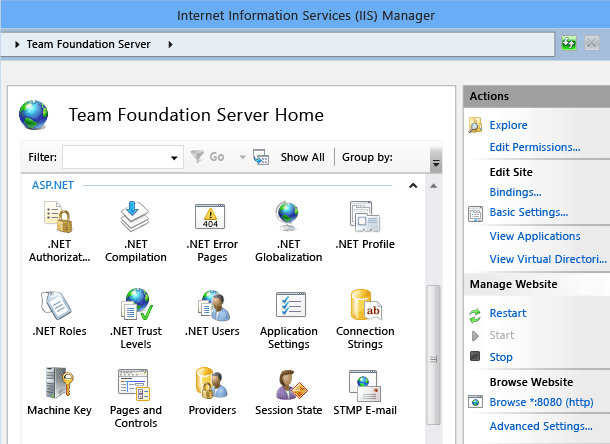 Internet Information Services (IIS) Manager
Team Foundation Server
Team Foundation Server Home
Filter:
Go
Show All
Group by:
ASP.NET
.NET Authorizat...
.NET Compilation
.NET Error Pages
404
.NET Globalization
.NET Profile
.NET Roles
.NET Trust Levels
.NET Users
Application Settings
Connection Strings
ab
Machine Key
Pages and Controls
Providers
Session State
STMP E-mail
Actions
Explore
Edit Permissions...
Edit Site
Bindings...
Basic Settings...
View Applications
View Virtual Directori...
Manage Website
Restart
Start
Stop
Browse Website
Browse *:8080 (http)
Advanced Settings...